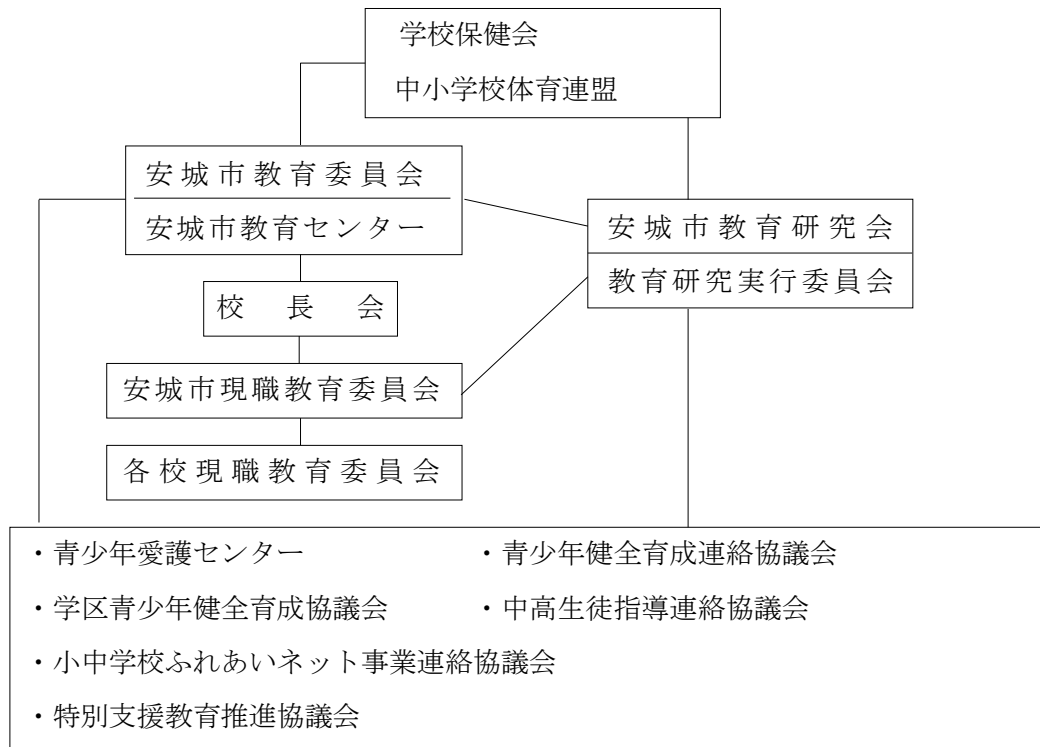 学校保健会
中小学校体育連盟
安城市教育委員会
安城市教育センター
安城市教育研究会
教育研究実行委員会
校長会
安城市現職教育委員会
各校現職教育委員会
・青少年愛護センター ・青少年健全育成連絡協議会
・学区青少年健全育成協議会 ・中高生徒指導連絡協議会
・小中学校ふれあいネット事業連絡協議会
・特別支援教育推進協議会